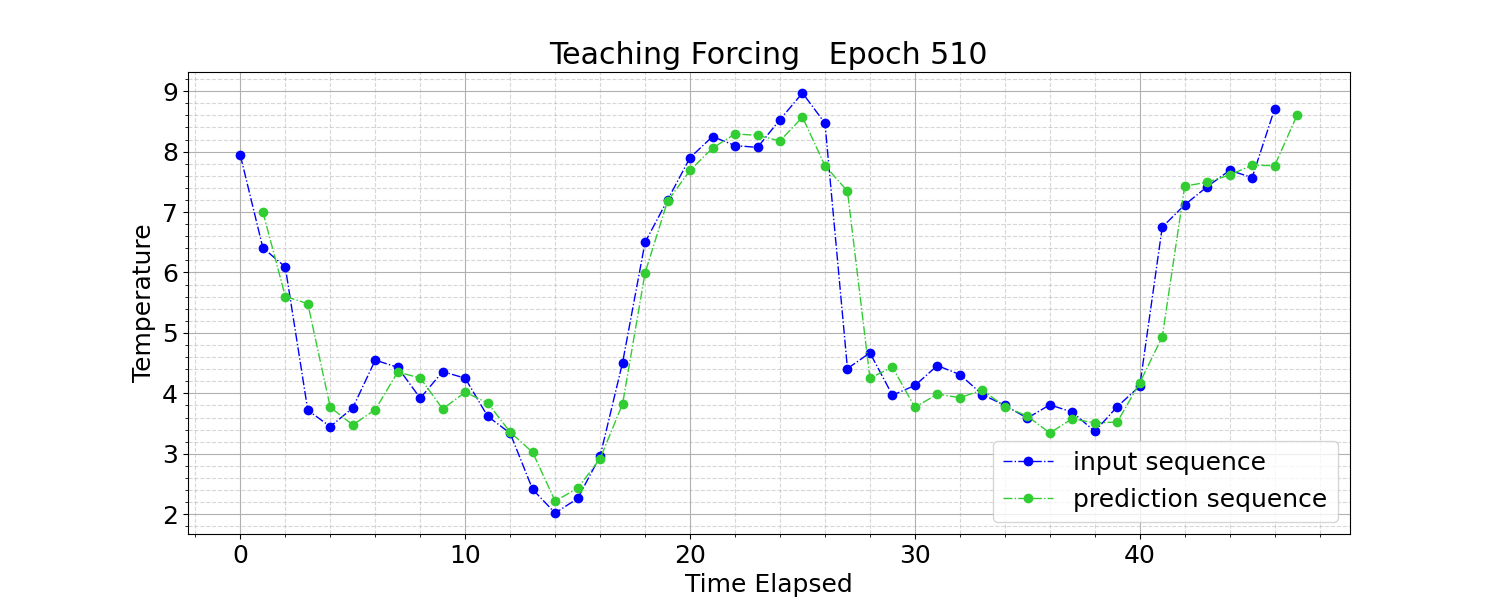 Teaching Forcing   Epoch 510
9
8
7
6
5
4
3
2
Temperature
input sequence
prediction sequence
0 10 20 30 40
Time Elapsed